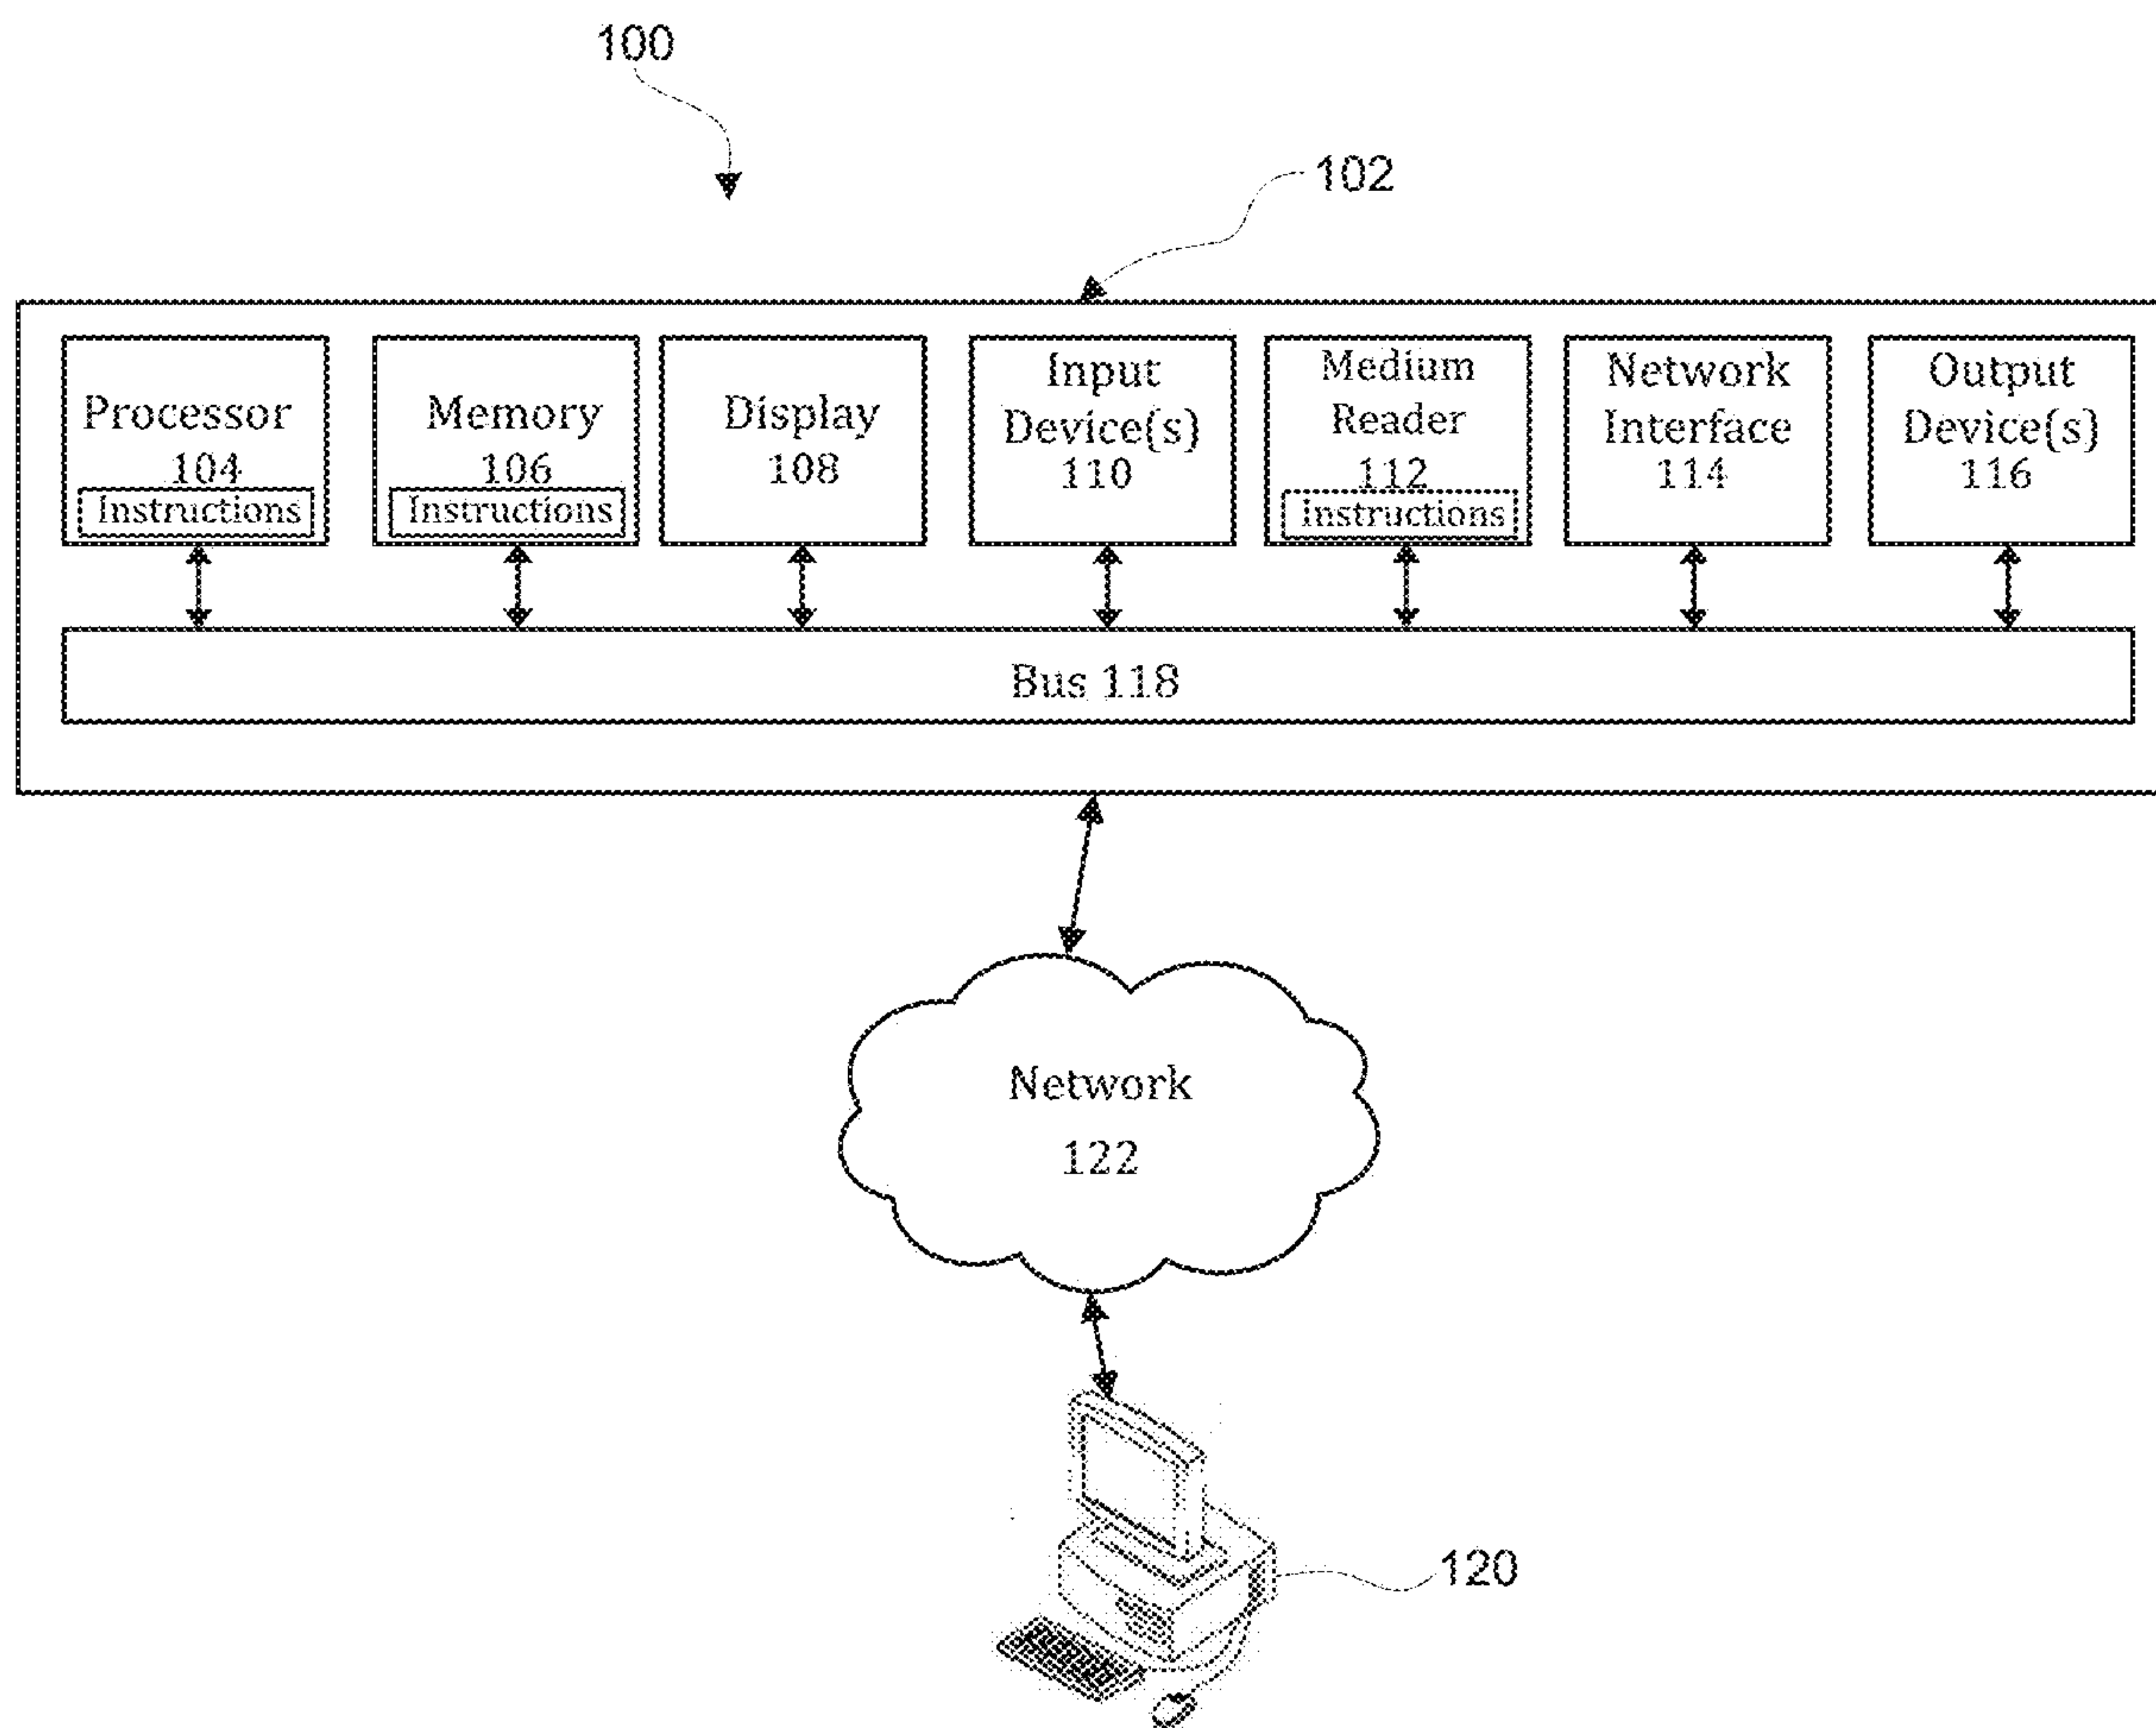 100
102
Processor
104
Instructions
Memory
106
Instructions
Display
108
Input
Device(s)
110
Medium
Reader
112
Instructions
Network
Interface
114
Output
Device(s)
116
Bus 118
Network
122
120